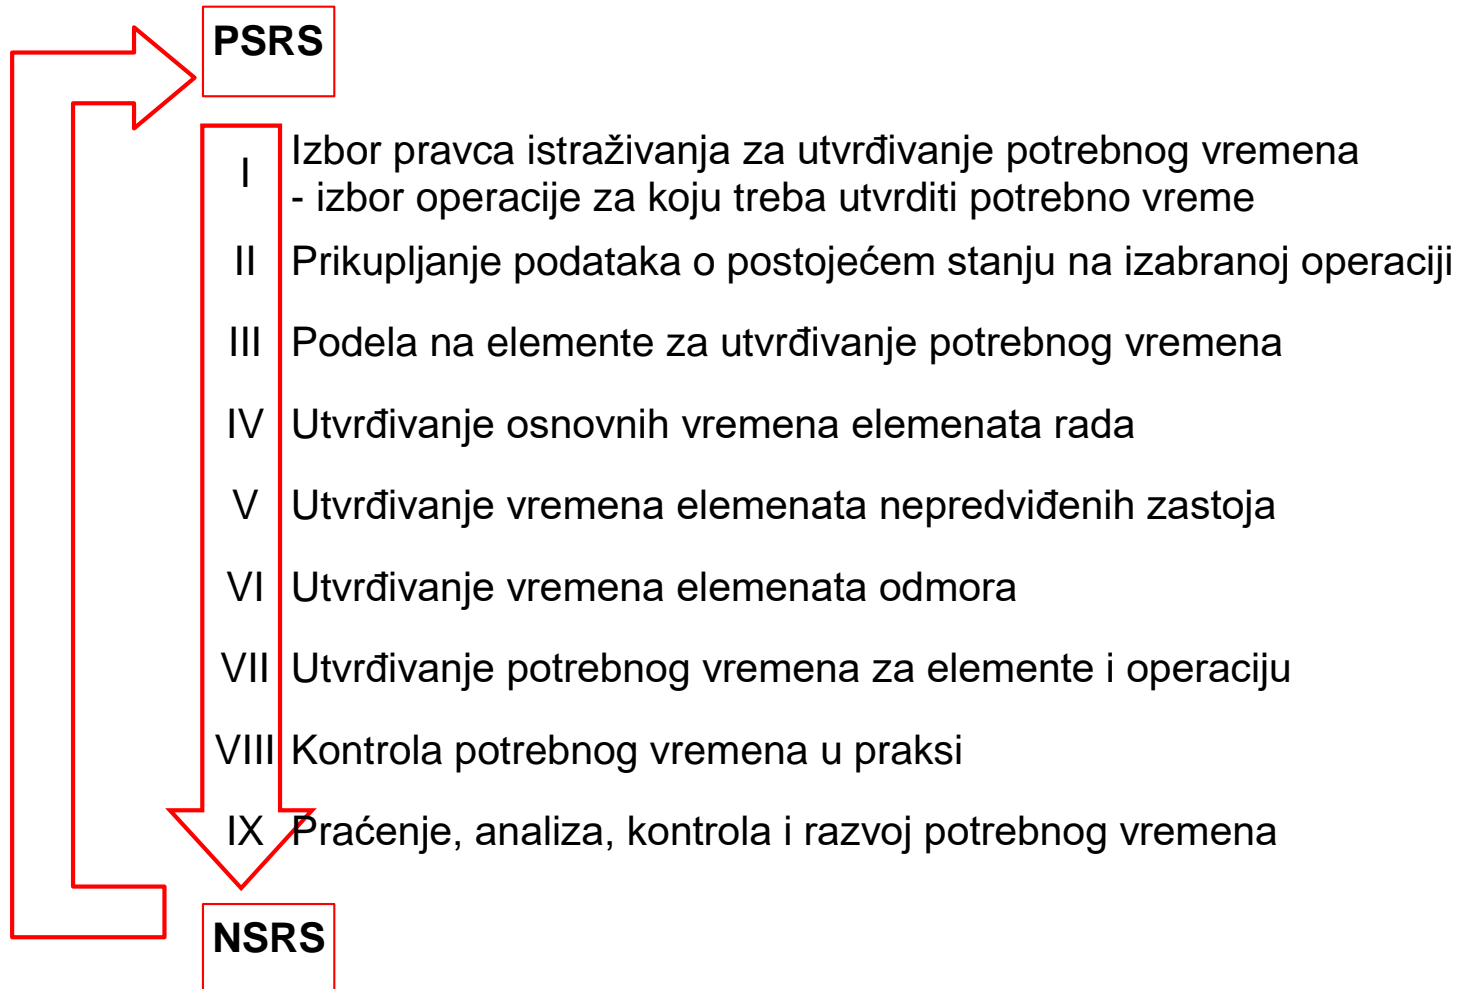 PSRS
I Izbor pravca istraživanja za utvrđivanje potrebnog vremena
- izbor operacije za koju treba utvrditi potrebno vreme
II Prikupljanje podataka o postojećem stanju na izabranoj operaciji
III Podela na elemente za utvrđivanje potrebnog vremena
IV Utvrđivanje osnovnih vremena elemenata rada
V Utvrđivanje vremena elemenata nepredviđenih zastoja
VI Utvrđivanje vremena elemenata odmora
VII Utvrđivanje potrebnog vremena za elemente i operaciju
VIII Kontrola potrebnog vremena u praksi
IX Praćenje, analiza, kontrola i razvoj potrebnog vremena
NSRS